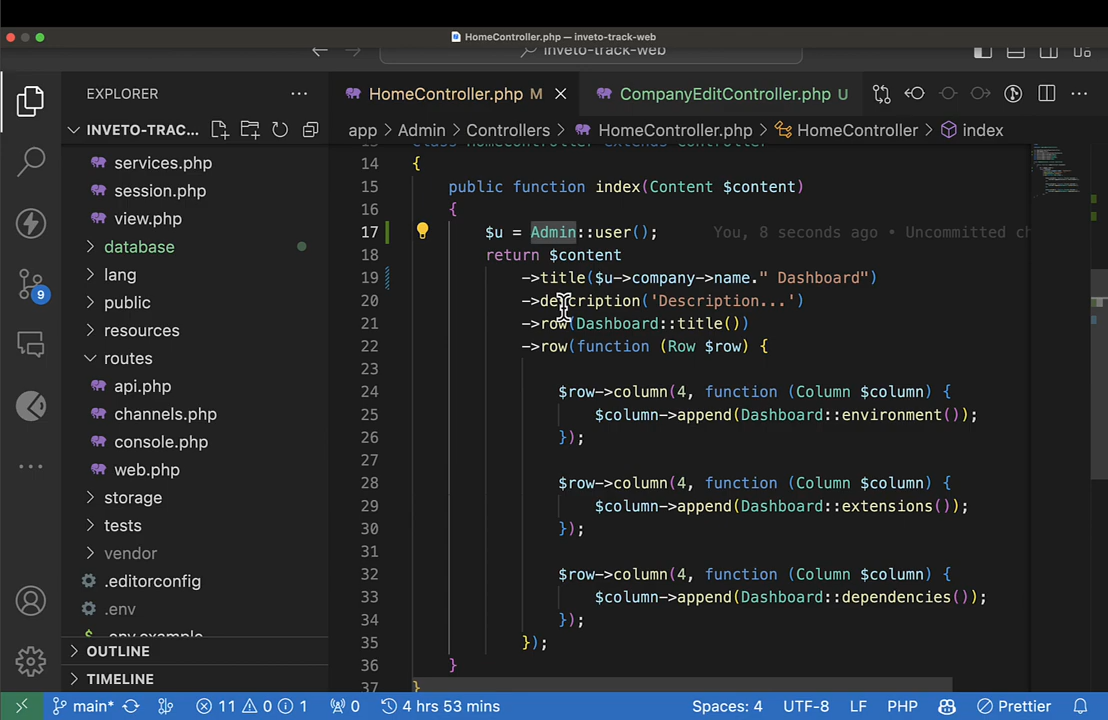 HomeController.php — inveto-track-web
inveto-track-web
EXPLORER
HomeController.php M
CompanyEditController.php U
INVETO-TRAC...
app > Admin > Controllers > HomeController.php > HomeController > index
services.php
session.php
view.php
database
lang
public
resources
routes
api.php
channels.php
console.php
web.php
storage
tests
vendor
.editorconfig
.env
.env.example
OUTLINE
TIMELINE
9
class HomeController extends Controller
14 {
15 public function index(Content $content)
16 {
17 $u = Admin::user(); You, 8 seconds ago • Uncommitted ch
18 return $content
19 ->title($u->company->name." Dashboard")
20 ->description('Description...')
21 ->row(Dashboard::title())
22 ->row(function (Row $row) {
23
24 $row->column(4, function (Column $column) {
25 $column->append(Dashboard::environment());
26 });
27
28 $row->column(4, function (Column $column) {
29 $column->append(Dashboard::extensions());
30 });
31
32 $row->column(4, function (Column $column) {
33 $column->append(Dashboard::dependencies());
34 });
35 });
36 }
37 }
main* 11 0 1 0 4 hrs 53 mins Spaces: 4 UTF-8 LF PHP Prettier